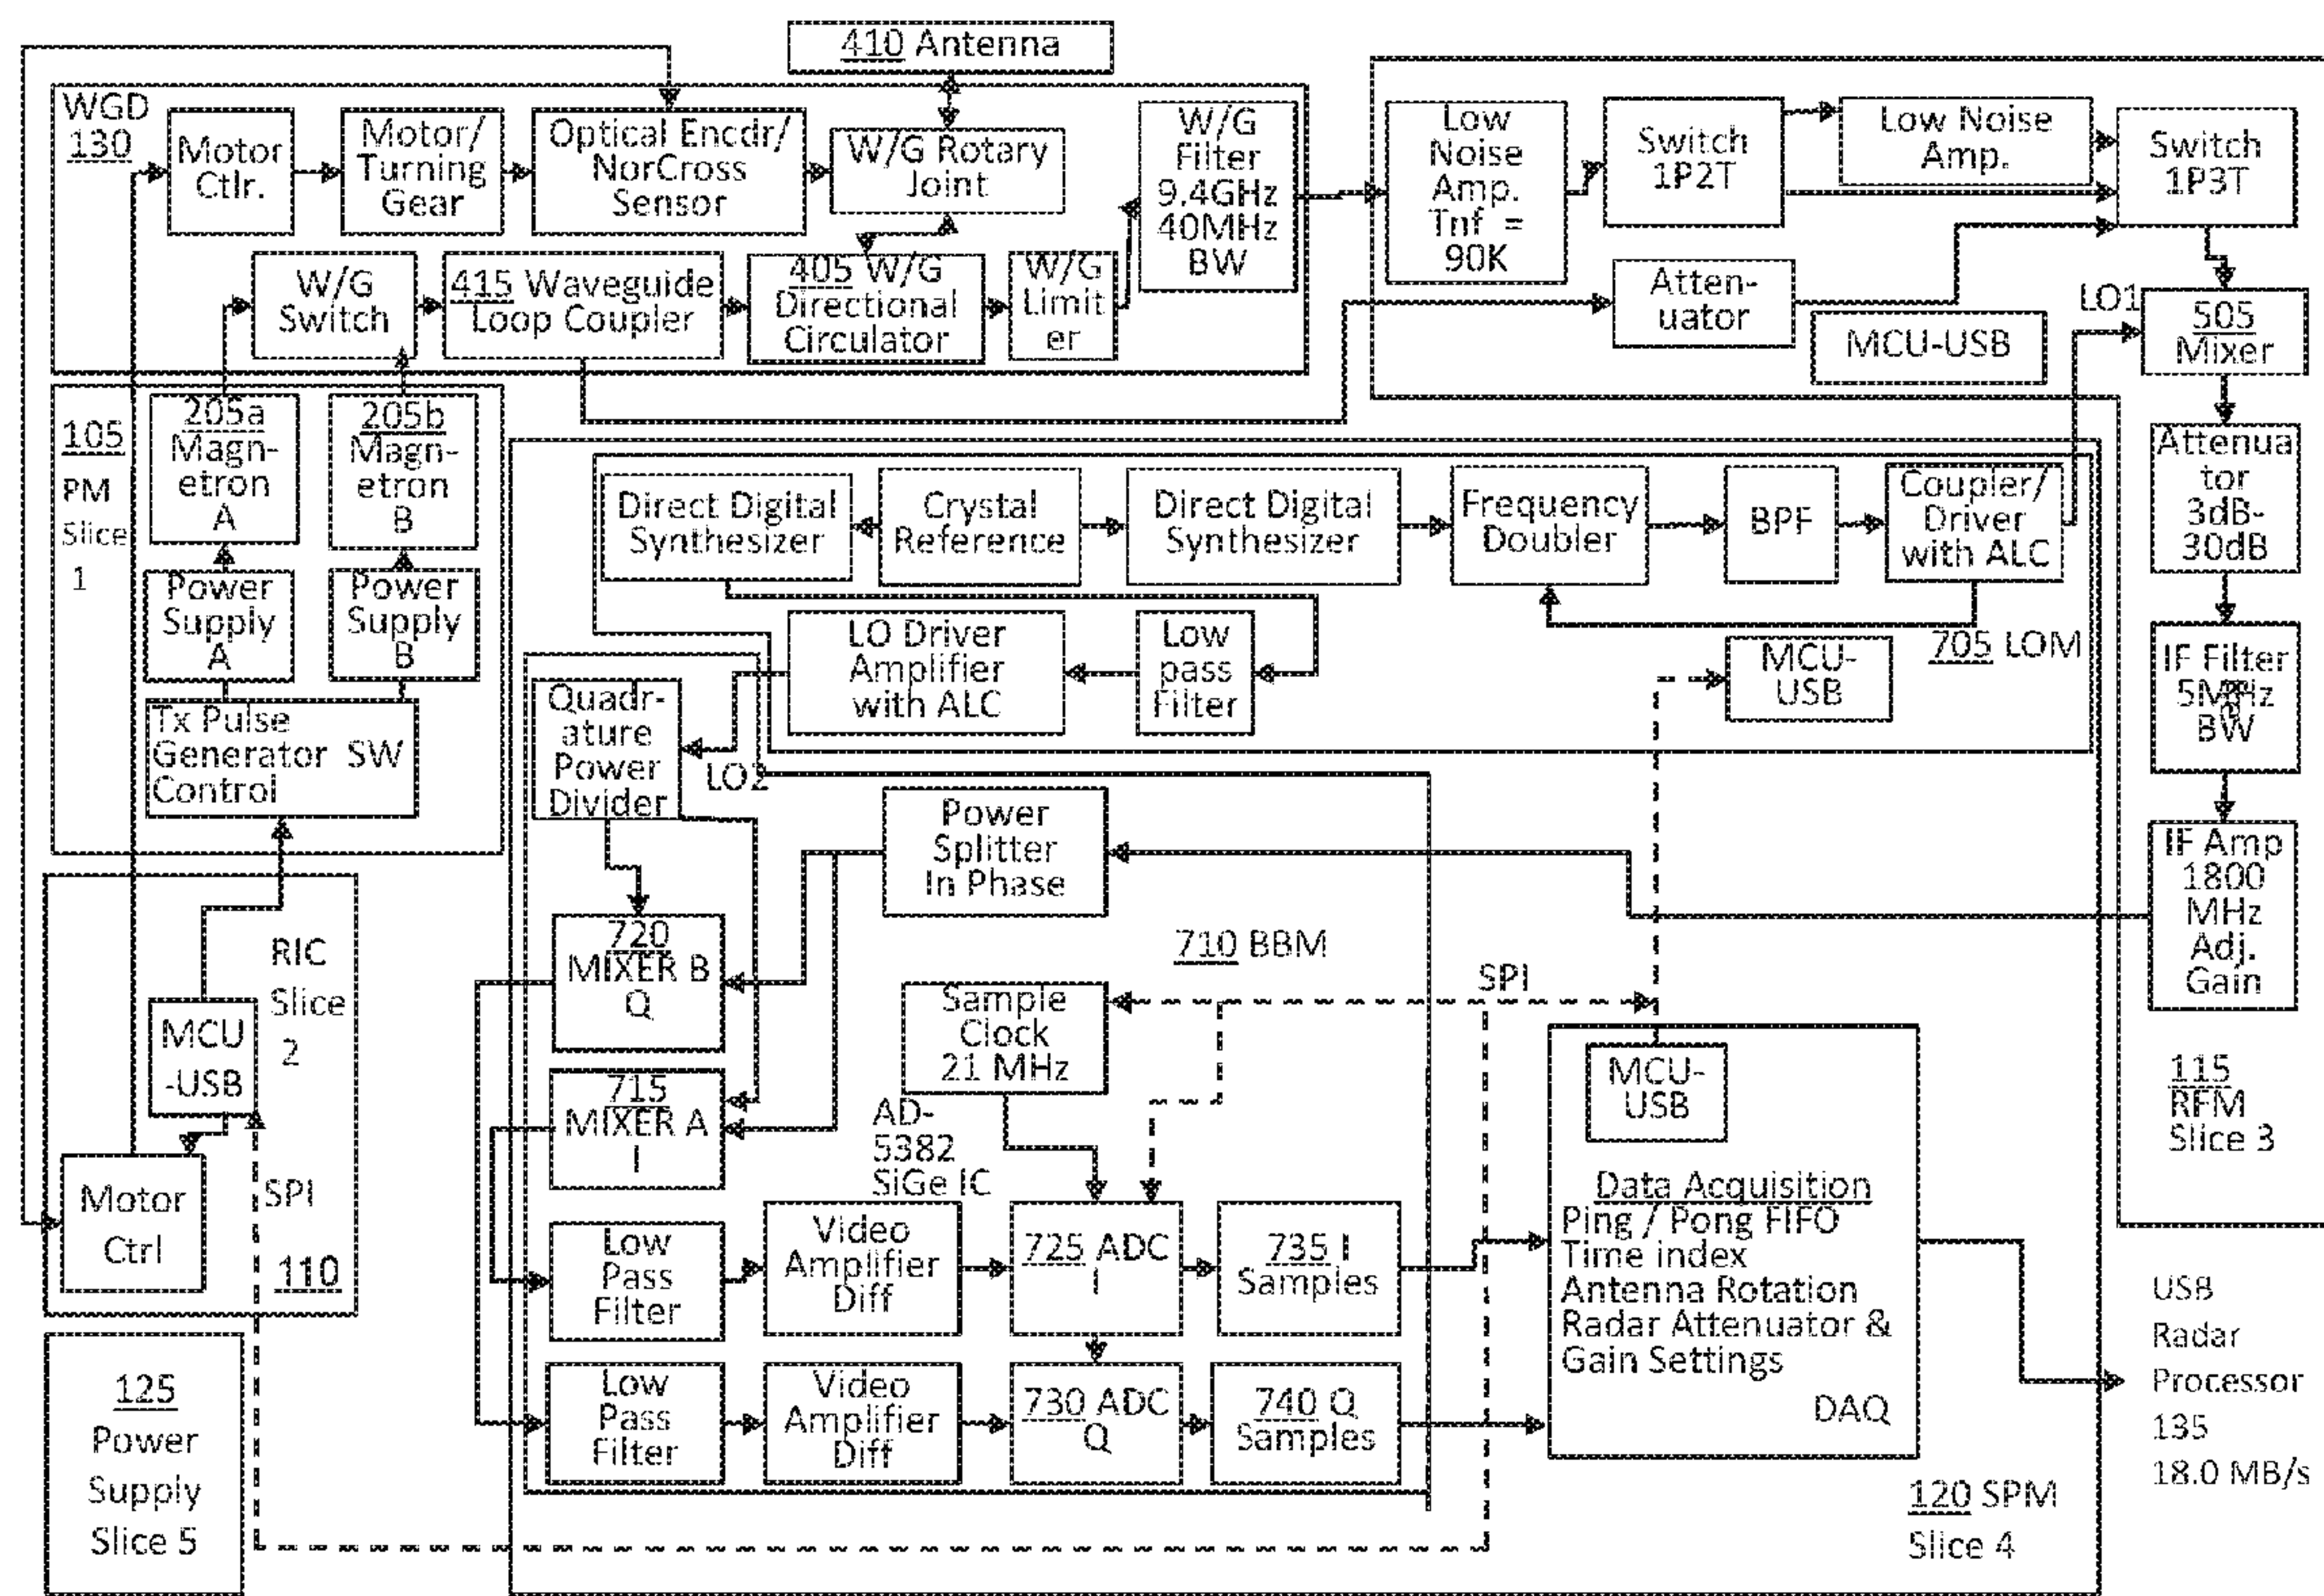 410 Antenna
WGD
130
Motor
Ctlr.
Motor/
Turning
Gear
Optical Encdr/
NorCross
Sensor
W/G Rotary
Joint
W/G
Filter
9.4GHz
40MHz
BW
Low
Noise
Amp.
Tnf =
90K
Switch
1P2T
Low Noise
Amp.
Switch
1P3T
W/G
Switch
415 Waveguide
Loop Coupler
405 W/G
Directional
Circulator
W/G
Limit
er
Atten-
uator
MCU-USB
LO1
505
Mixer
105
PM
Slice
1
205a
Magn-
etron
A
205b
Magn-
etron
B
Power
Supply
A
Power
Supply
B
Tx Pulse
Generator SW
Control
Direct Digital
Synthesizer
Crystal
Reference
Direct Digital
Synthesizer
Frequency
Doubler
BPF
Coupler/
Driver
with ALC
Attenua
tor
3dB-
30dB
LO Driver
Amplifier
with ALC
Low
pass
Filter
MCU-
USB
705 LOM
IF Filter
BW
Quadr-
ature
Power
Divider
LO2
Power
Splitter
In Phase
IF Amp
1800
MHz
Adj.
Gain
RIC
Slice
2
MCU
-USB
Motor
Ctrl
SPI
110
720
MIXER B
Q
710 BBM
SPI
Sample
Clock
21 MHz
715
MIXER A
I
AD-
5382
SiGe IC
MCU-
USB
115
RFM
Slice 3
Low
Pass
Filter
Video
Amplifier
Diff
725 ADC
I
735 I
Samples
Data Acquisition
Ping / Pong FIFO
Time index
Antenna Rotation
Radar Attenuator &
Gain Settings
DAQ
USB
Radar
Processor
135
18.0 MB/s
125
Power
Supply
Slice 5
Low
Pass
Filter
Video
Amplifier
Diff
730 ADC
Q
740 Q
Samples
120 SPM
Slice 4